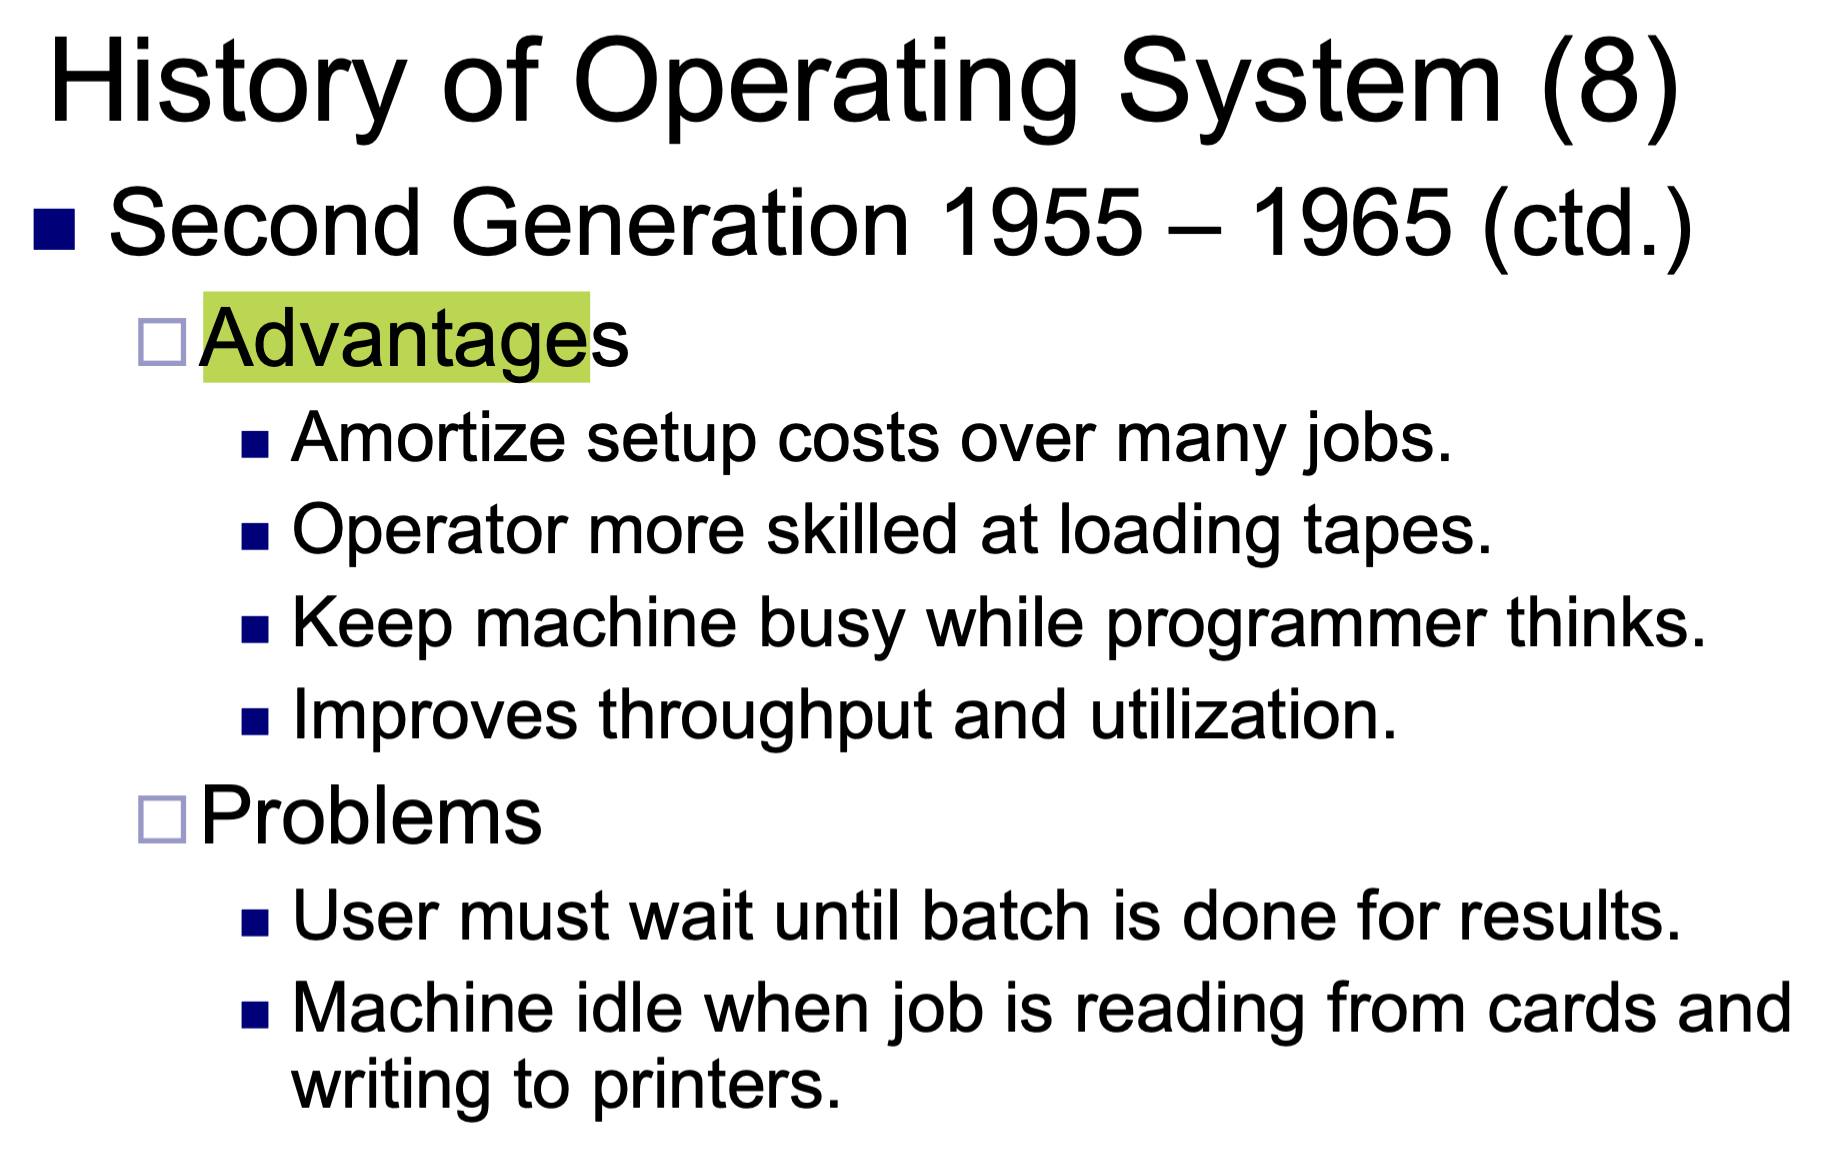 History of Operating System (8)
Second Generation 1955 – 1965 (ctd.)
Advantages
Amortize setup costs over many jobs.
Operator more skilled at loading tapes.
Keep machine busy while programmer thinks.
Improves throughput and utilization.
Problems
User must wait until batch is done for results.
Machine idle when job is reading from cards and
writing to printers.